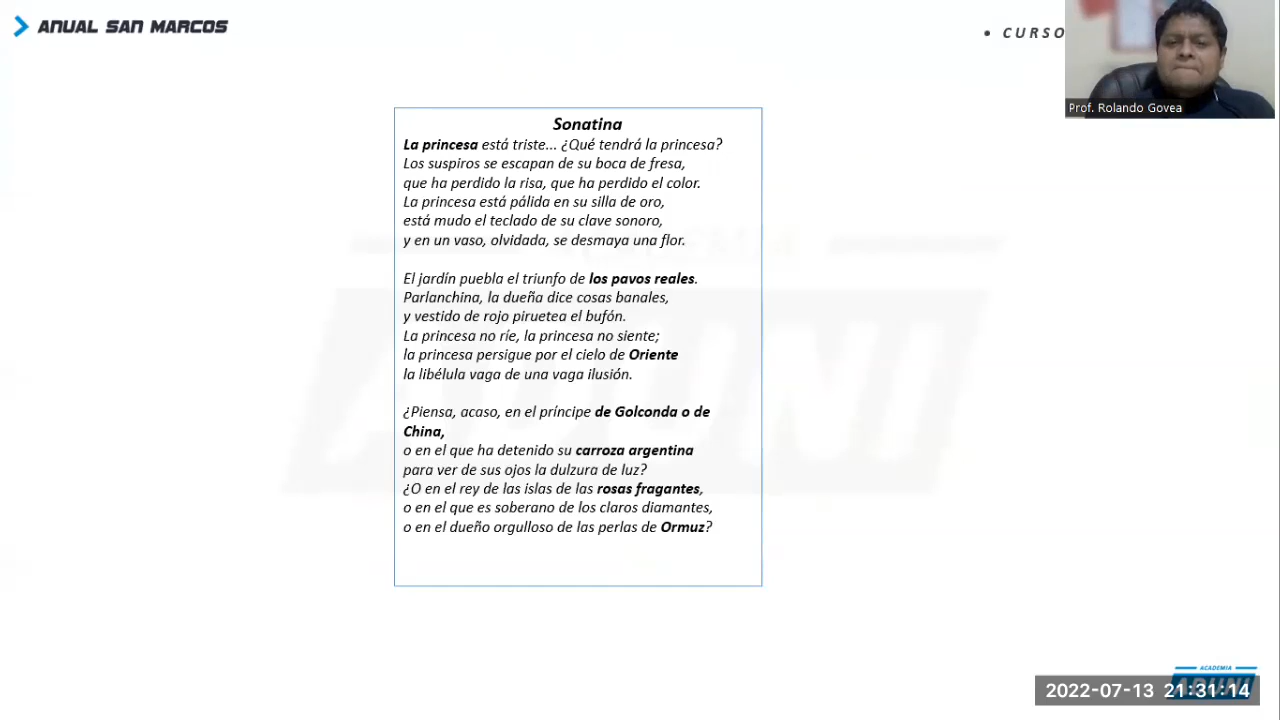 ANUAL SAN MARCOS
• CURSO
Prof. Rolando Govea
Sonatina
La princesa está triste... ¿Qué tendrá la princesa?
Los suspiros se escapan de su boca de fresa,
que ha perdido la risa, que ha perdido el color.
La princesa está pálida en su silla de oro,
está mudo el teclado de su clave sonoro,
y en un vaso, olvidada, se desmaya una flor.
El jardín puebla el triunfo de los pavos reales.
Parlanchina, la dueña dice cosas banales,
y vestido de rojo piruetea el bufón.
La princesa no ríe, la princesa no siente;
la princesa persigue por el cielo de Oriente
la libélula vaga de una vaga ilusión.
¿Piensa, acaso, en el príncipe de Golconda o de
China,
o en el que ha detenido su carroza argentina
para ver de sus ojos la dulzura de luz?
¿O en el rey de las islas de las rosas fragantes,
o en el que es soberano de los claros diamantes,
o en el dueño orgulloso de las perlas de Ormuz?
ACADEMIA
ADUNI
2022-07-13 21:31:14